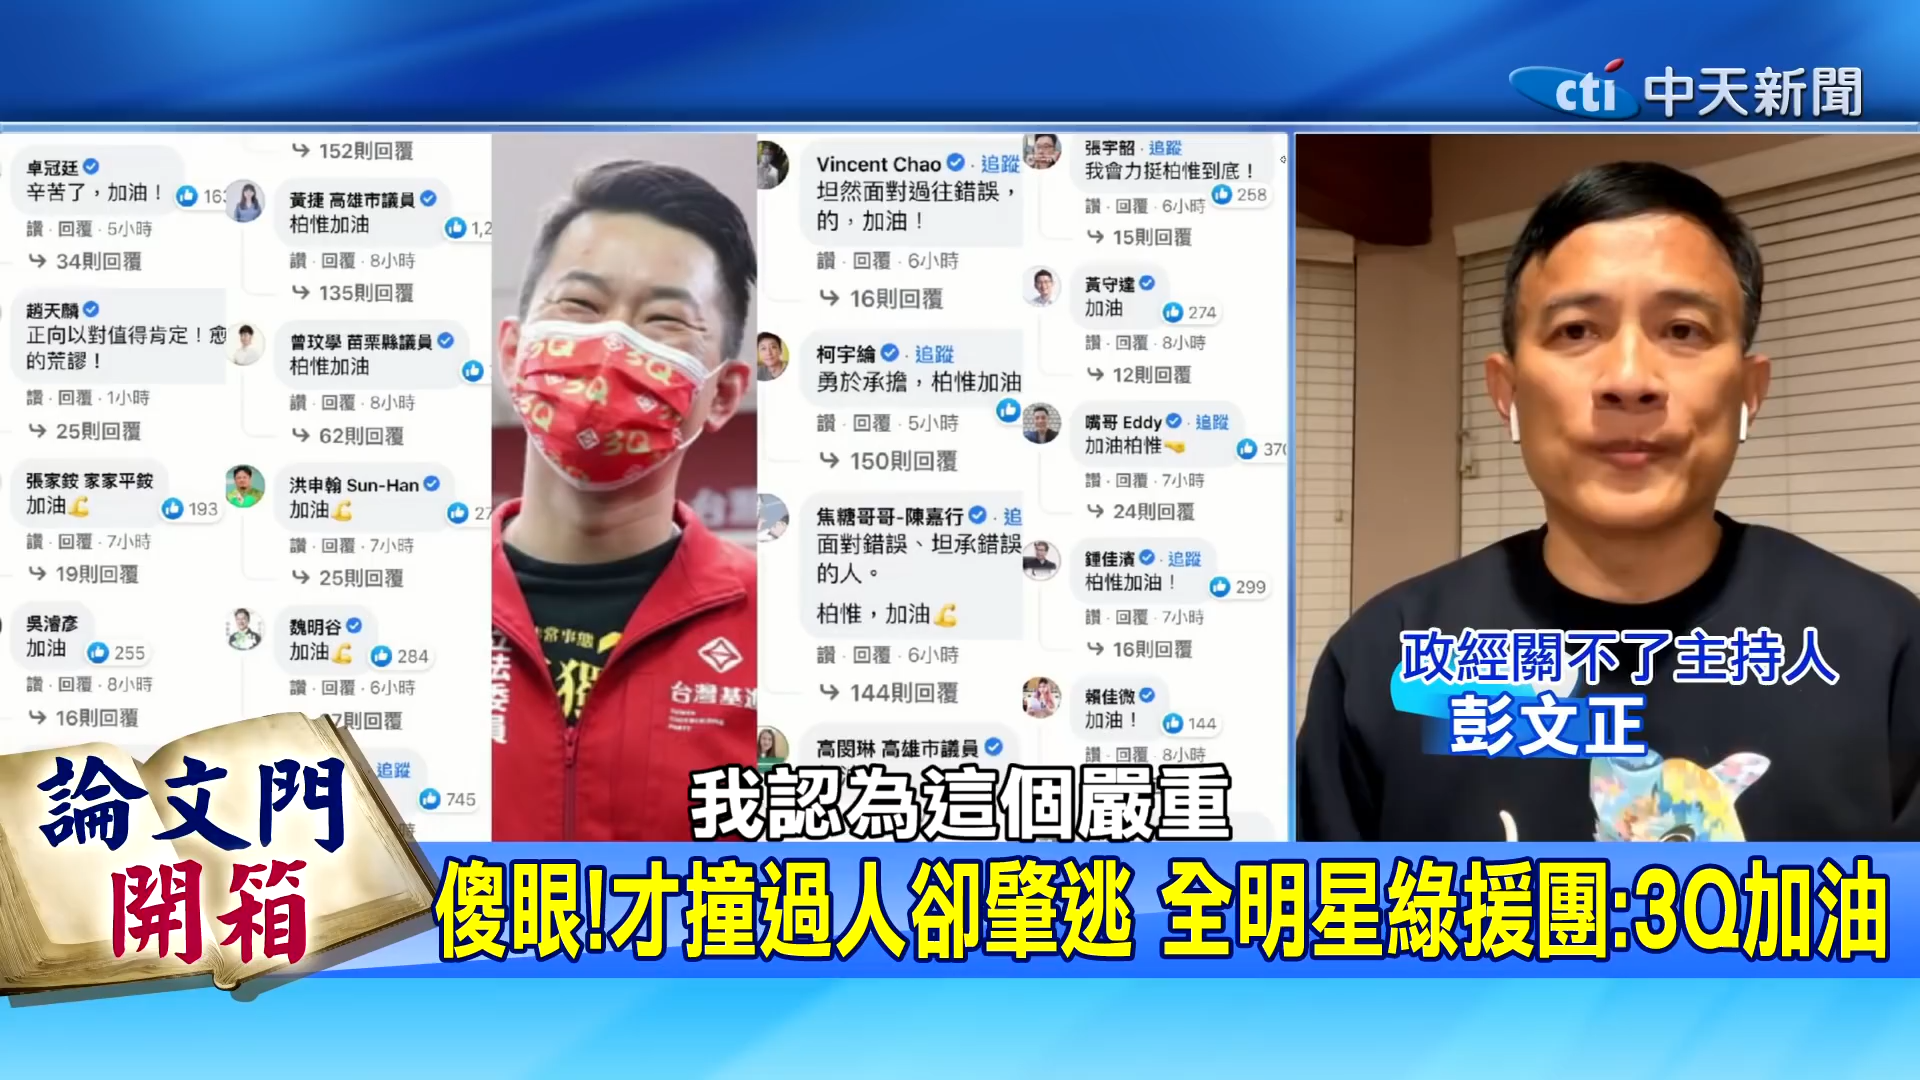 cti 中天新聞
152則回覆
卓冠廷
辛苦了，加油！
讚·回覆·5小時
34則回覆
趙天麟
正向以對值得肯定！愈
的荒謬！
讚·回覆·1小時
25則回覆
張家銨 家家平銨
加油
193
讚·回覆·7小時
19則回覆
吳濬彥
加油
255
讚·回覆·8小時
16則回覆
黃捷 高雄市議員
柏惟加油
1,2
讚·回覆·8小時
135則回覆
曾玟學 苗栗縣議員
柏惟加油
讚·回覆·8小時
62則回覆
洪申翰 Sun-Han
加油
27
讚·回覆·7小時
25則回覆
魏明谷
加油
284
讚·回覆·6小時
7則回覆
追蹤
745
3Q
台灣基進
立法委員
Vincent Chao · 追蹤
坦然面對過往錯誤，
的，加油！
讚·回覆·6小時
16則回覆
柯宇綸 · 追蹤
勇於承擔，柏惟加油
讚·回覆·5小時
150則回覆
焦糖哥哥-陳嘉行 · 追
面對錯誤、坦承錯誤
的人。
柏惟，加油
讚·回覆·6小時
144則回覆
高閔琳 高雄市議員
張宇韶 · 追蹤
我會力挺柏惟到底！
258
讚·回覆·6小時
15則回覆
黃守達
加油
274
讚·回覆·8小時
12則回覆
嘴哥 Eddy · 追蹤
加油柏惟
370
讚·回覆·7小時
24則回覆
鍾佳濱 · 追蹤
柏惟加油！
299
讚·回覆·7小時
16則回覆
賴佳微
加油！
144
讚·回覆·8小時
政經關不了主持人
彭文正
我認為這個嚴重
論文門
開箱
傻眼!才撞過人卻肇逃 全明星綠援團:3Q加油